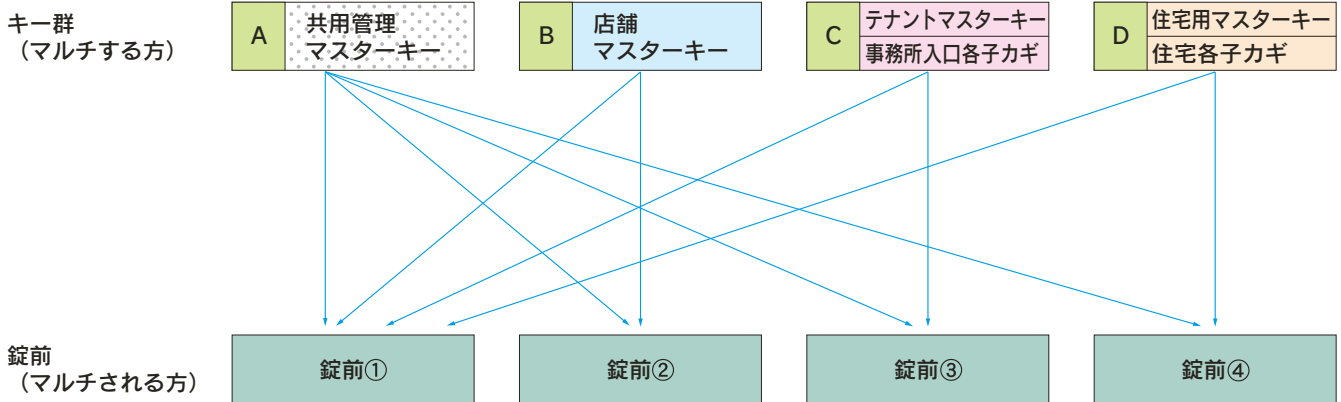 キー群
（マルチする方）
A
共用管理
マスターキー
B
店舗
マスターキー
C
テナントマスターキー
事務所入口各子カギ
D
住宅用マスターキー
住宅各子カギ
錠前
（マルチされる方）
錠前①
錠前②
錠前③
錠前④